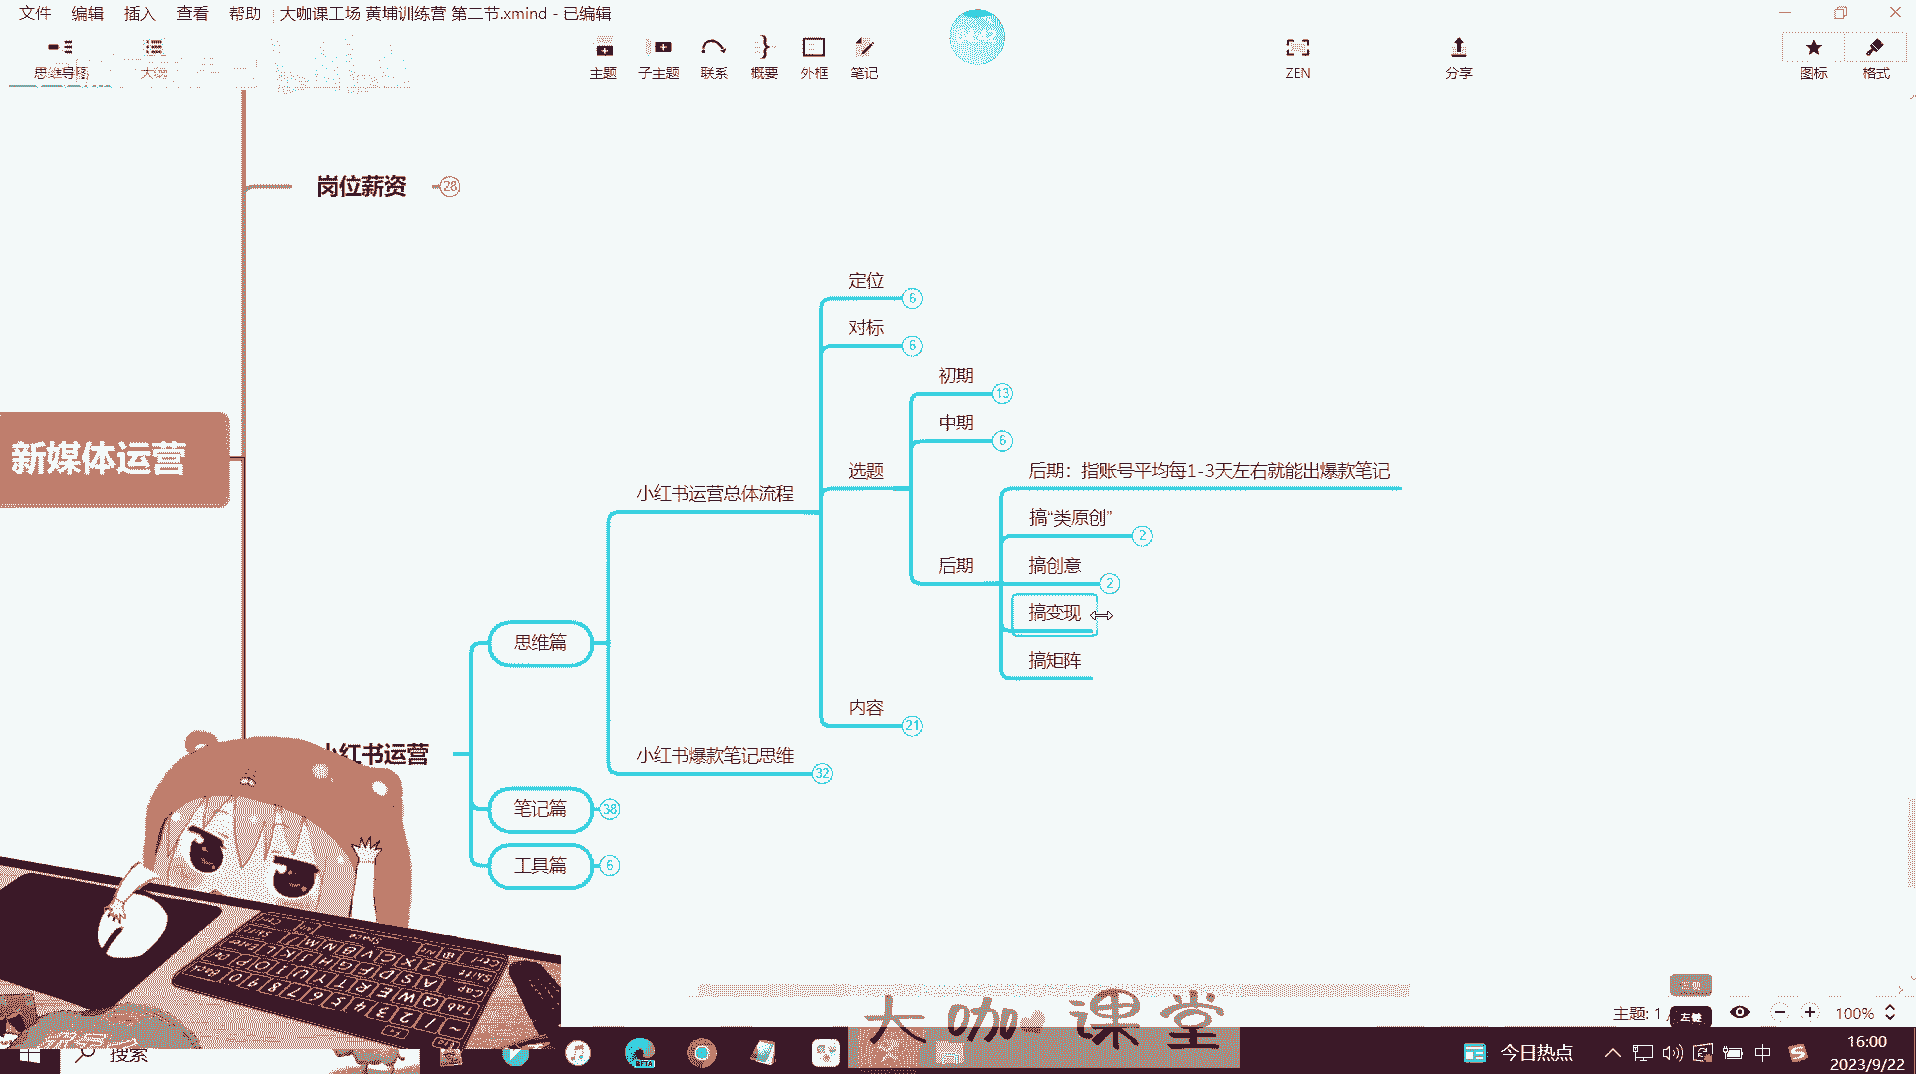 文件 编辑 插入 查看 帮助 大咖课工场 黄埔训练营 第二节.xmind - 已编辑
思维导图 大纲 主题 子主题 联系 概要 外框 笔记 ZEN 分享 图标 格式
岗位薪资 28
定位 6
对标 6
初期 13
中期 6
新媒体运营
选题
后期：指账号平均每1-3天左右就能出爆款笔记
小红书运营总体流程
搞“类原创” 2
后期
搞创意 2
搞变现
思维篇
搞矩阵
内容 21
小红书运营
小红书爆款笔记思维 32
笔记篇 38
工具篇 6
大咖课堂
主题: 1
左键
100%
搜索
今日热点
中
16:00
2023/9/22